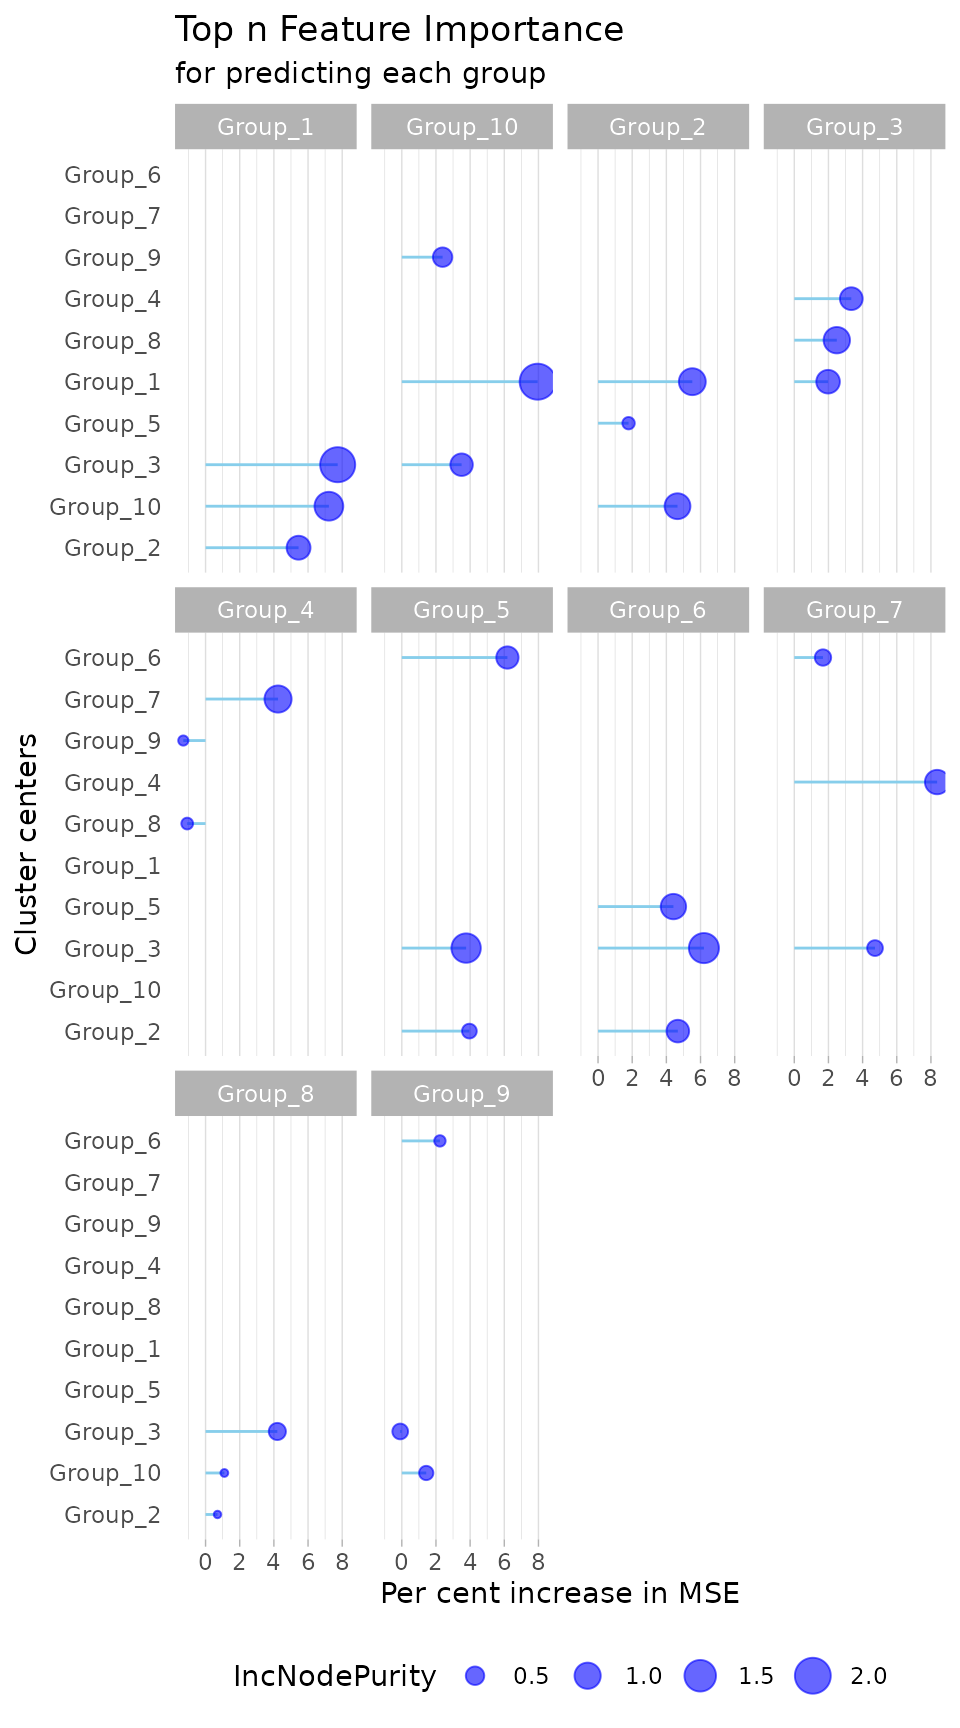 Top n Feature Importance
for predicting each group
Group_1 Group_10 Group_2 Group_3
Group_6
Group_7
Group_9
Group_4
Group_8
Group_1
Group_5
Group_3
Group_10
Group_2
Group_4 Group_5 Group_6 Group_7
Group_6
Group_7
Group_9
Group_4
Group_8
Group_1
Group_5
Group_3
Group_10
Group_2
0 2 4 6 8 0 2 4 6 8
Cluster centers
Group_8 Group_9
Group_6
Group_7
Group_9
Group_4
Group_8
Group_1
Group_5
Group_3
Group_10
Group_2
0 2 4 6 8 0 2 4 6 8
Per cent increase in MSE
IncNodePurity 0.5 1.0 1.5 2.0